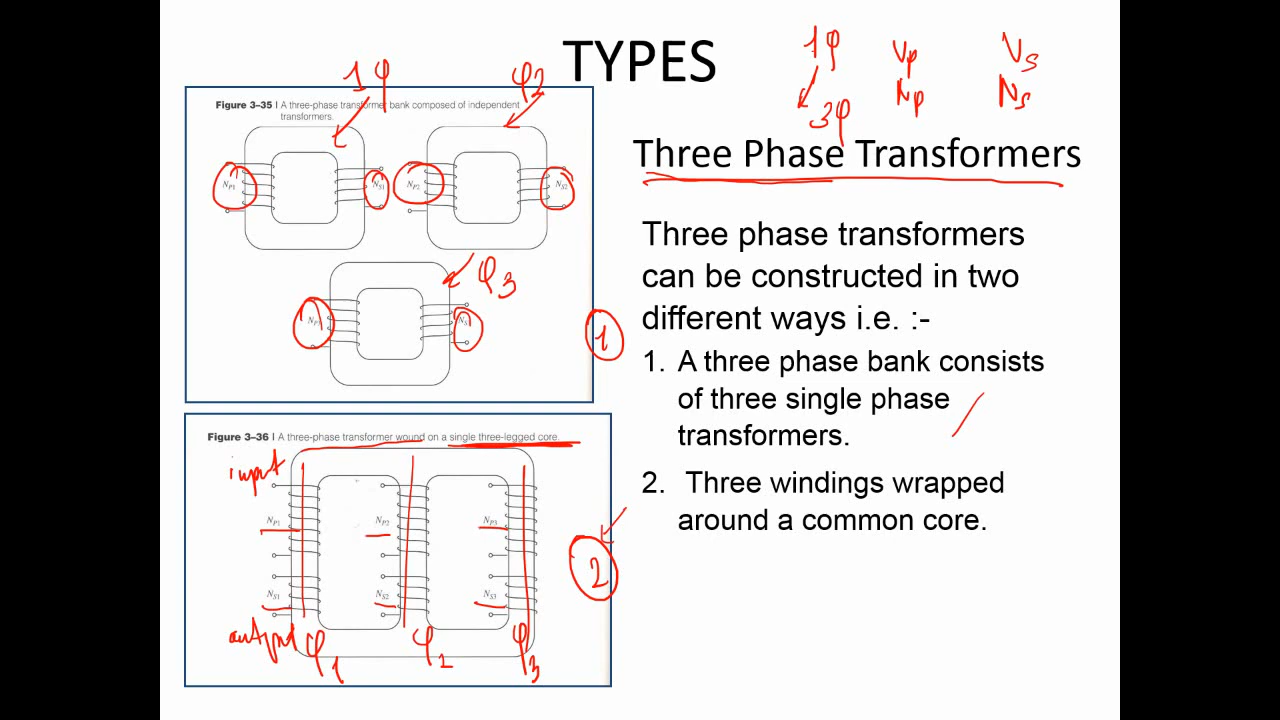 TYPES
1φ Vp Vs
3φ Np Ns
1φ φ2
Figure 3–35 | A three-phase transformer bank composed of independent
transformers.
NP1 NS1 NP2 NS2
φ3
1
Three Phase Transformers
Three phase transformers
can be constructed in two
different ways i.e. :-
1. A three phase bank consists
of three single phase
transformers.
2. Three windings wrapped
around a common core.
Figure 3–36 | A three-phase transformer wound on a single three-legged core.
input
NP1 NP2 NP3
2
NS1 NS2 NS3
output φ1 φ2 φ3